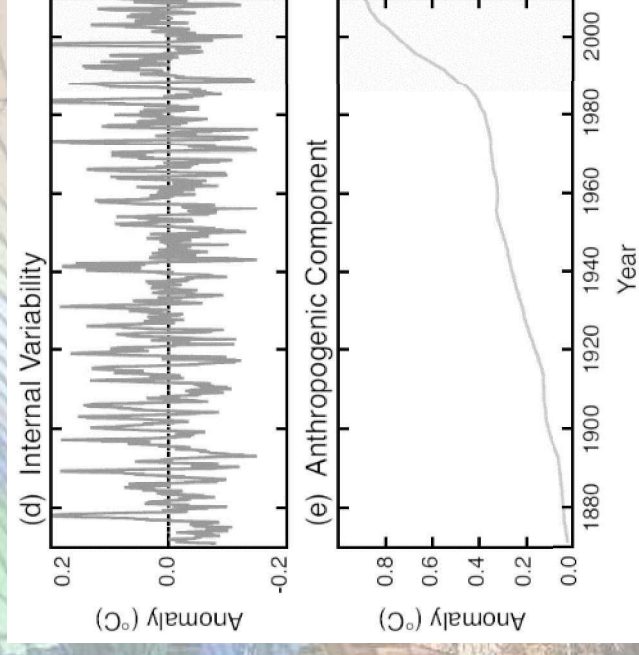 (d) Internal Variability
0.2
0.0
-0.2
Anomaly (°C)
(e) Anthropogenic Component
0.8
0.6
0.4
0.2
0.0
Anomaly (°C)
1880 1900 1920 1940 1960 1980 2000
Year